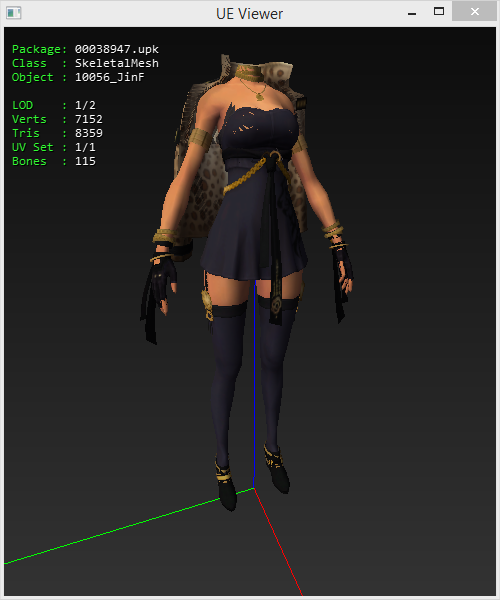 UE Viewer
Package: 00038947.upk
Class : SkeletalMesh
Object : 10056_JinF
LOD : 1/2
Verts : 7152
Tris : 8359
UV Set : 1/1
Bones : 115